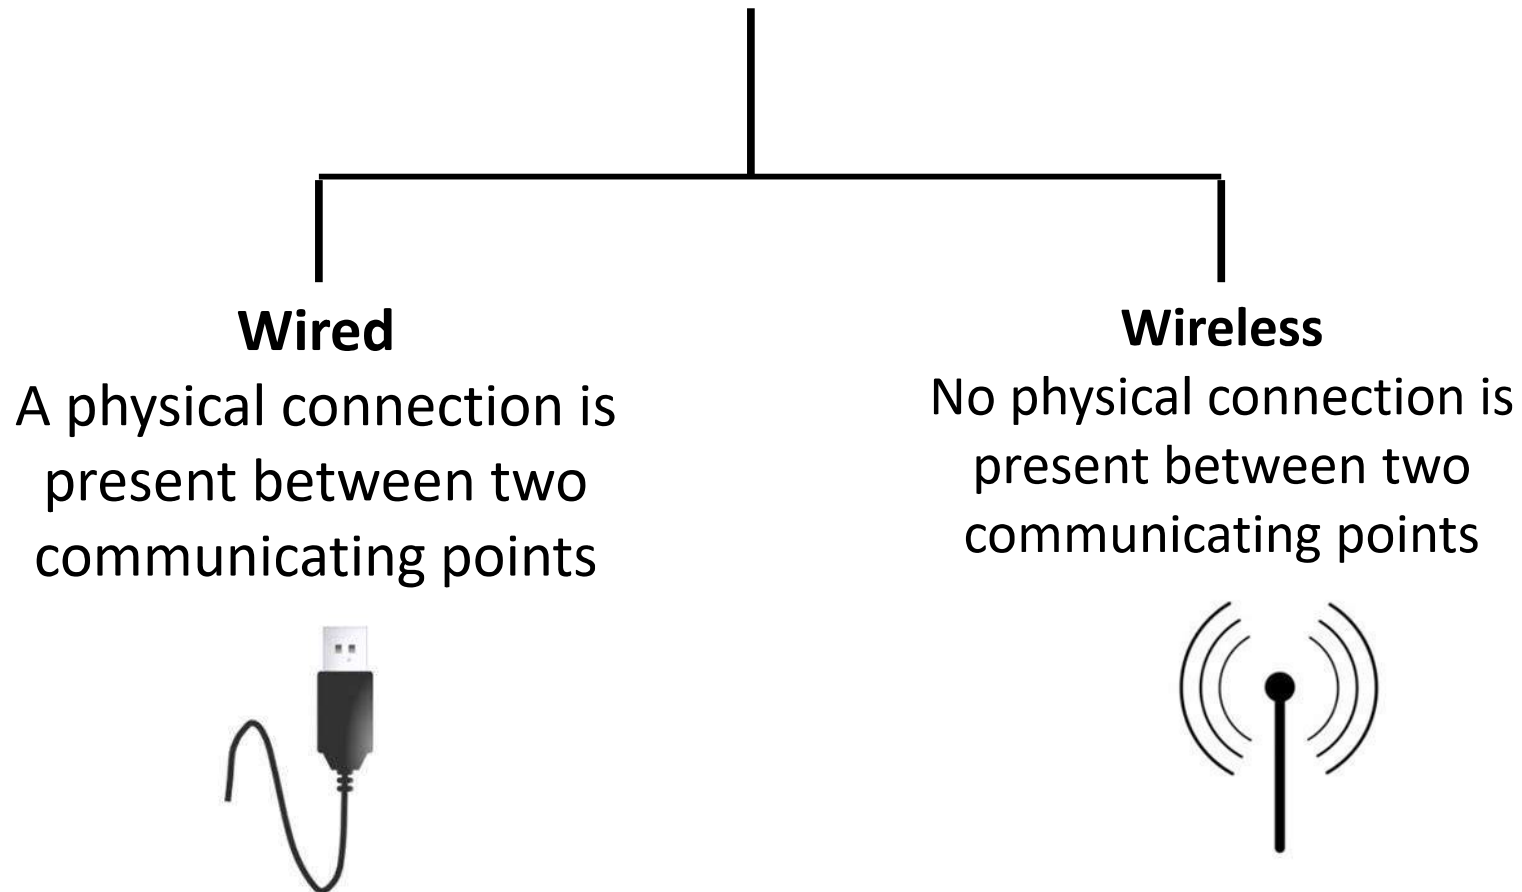 Wired
A physical connection is
present between two
communicating points
Wireless
No physical connection is
present between two
communicating points